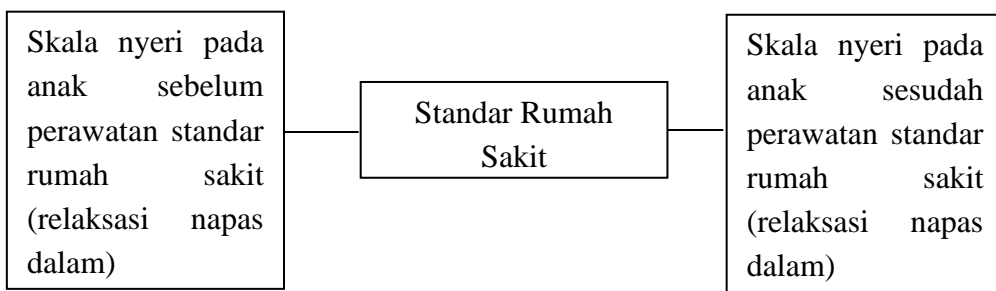 Skala nyeri pada
anak sebelum
perawatan standar
rumah sakit
(relaksasi napas
dalam)
Standar Rumah
Sakit
Skala nyeri pada
anak sesudah
perawatan standar
rumah sakit
(relaksasi napas
dalam)